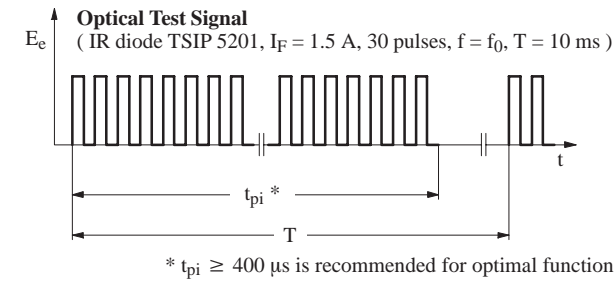 Optical Test Signal
E_e
( IR diode TSIP 5201, I_F = 1.5 A, 30 pulses, f = f_0, T = 10 ms )
t
t_pi *
T
* t_pi ≥ 400 μs is recommended for optimal function